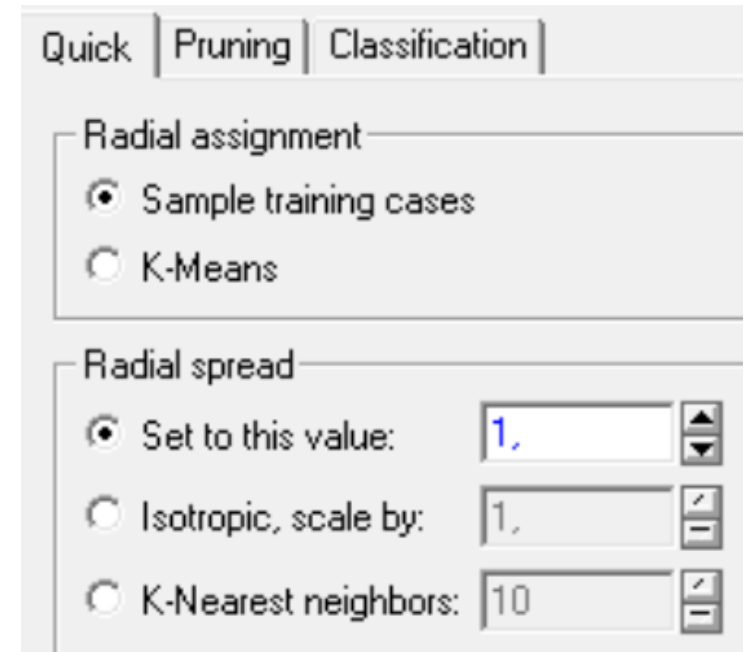 Quick Pruning Classification
Radial assignment
Sample training cases
K-Means
Radial spread
Set to this value: 1,
Isotropic, scale by: 1,
K-Nearest neighbors: 10